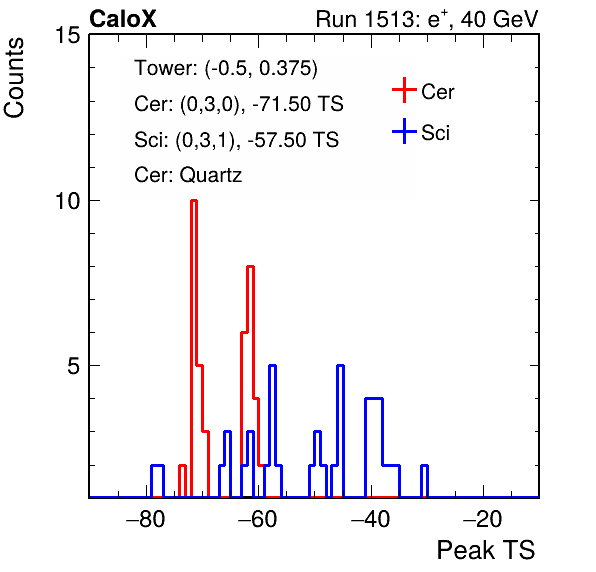 CaloX Run 1513: e+, 40 GeV
Counts
15
Tower: (-0.5, 0.375)
Cer: (0,3,0), -71.50 TS
Sci: (0,3,1), -57.50 TS
Cer: Quartz
Cer
Sci
10
5
−80 −60 −40 −20
Peak TS